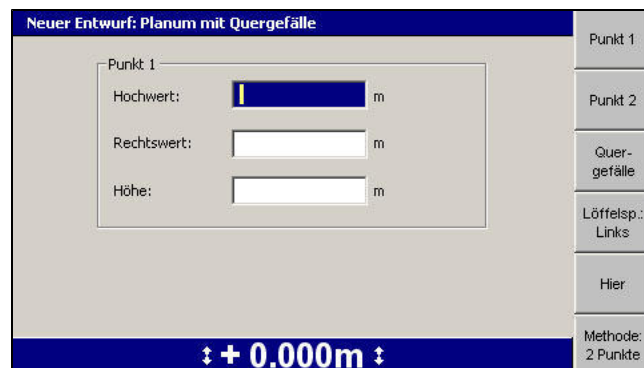 Neuer Entwurf: Planum mit Quergefälle
Punkt 1
Hochwert:
m
Rechtswert:
m
Höhe:
m
+ 0.000m
Punkt 1
Punkt 2
Quer-
gefälle
Löffelsp.:
Links
Hier
Methode:
2 Punkte